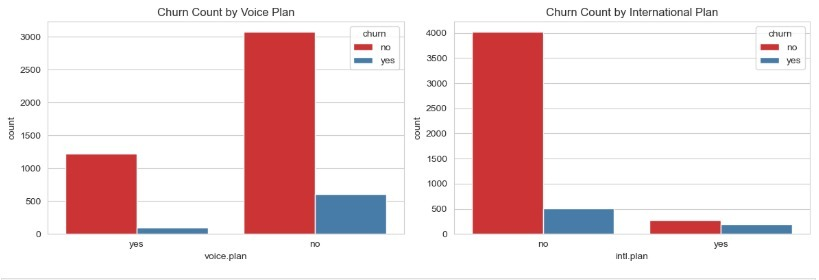 Churn Count by Voice Plan
3000
2500
2000
1500
1000
500
0
count
churn
no
yes
yes no
voice.plan
Churn Count by International Plan
4000
3500
3000
2500
2000
1500
1000
500
0
count
churn
no
yes
no yes
intl.plan